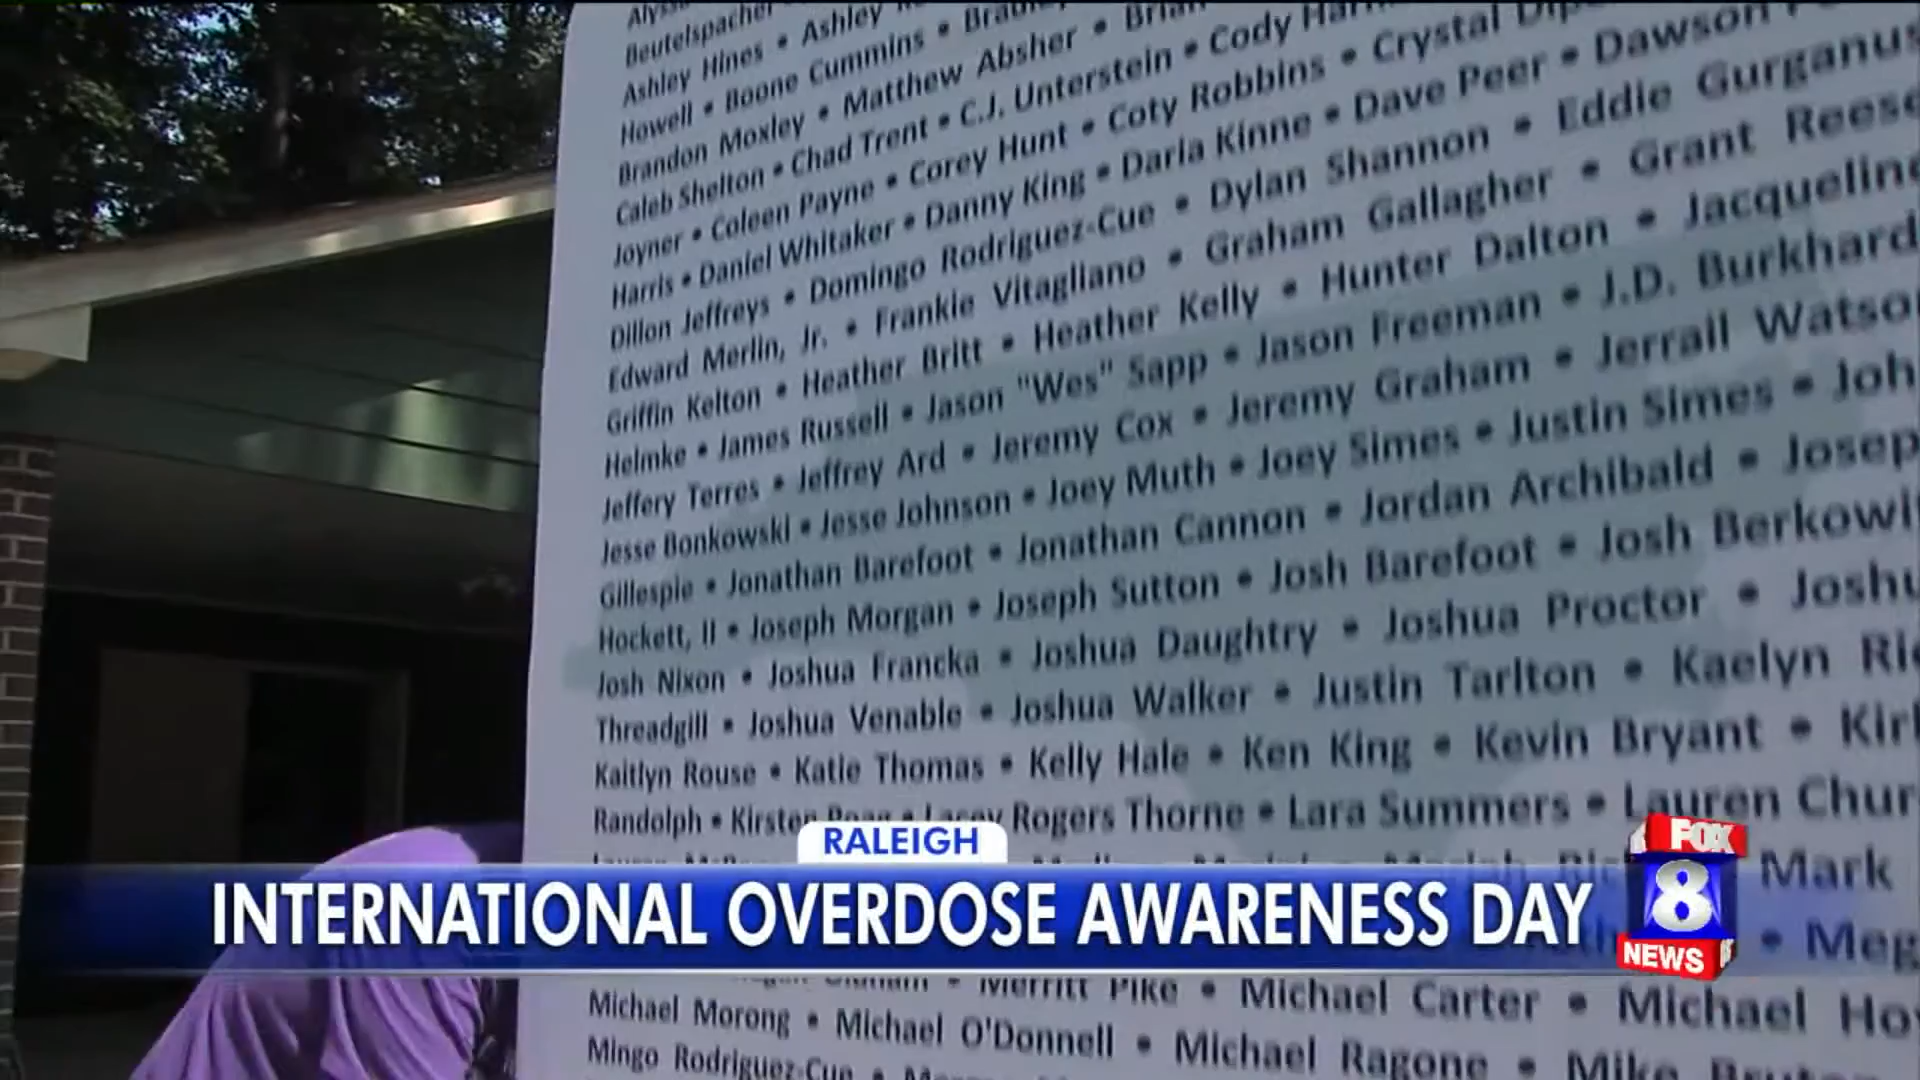 Beutelspacher
Ashley Hines • Ashley
Howell • Boone Cummins •
Brandon Moxley • Matthew Absher • Brian
Caleb Shelton • Chad Trent • C.J. Unterstein • Cody
Joyner • Coleen Payne • Corey Hunt • Coty Robbins • Crystal
Harris • Daniel Whitaker • Danny King • Darla Kinne • Dave Peer • Dawson
Dillon Jeffreys • Domingo Rodriguez-Cue • Dylan Shannon • Eddie Gurganus
Edward Merlin, Jr. • Frankie Vitagliano • Graham Gallagher • Grant Reese
Griffin Kelton • Heather Britt • Heather Kelly • Hunter Dalton • Jacqueline
Helmke • James Russell • Jason "Wes" Sapp • Jason Freeman • J.D. Burkhard
Jeffery Terres • Jeffrey Ard • Jeremy Cox • Jeremy Graham • Jerrail Watso
Jesse Bonkowski • Jesse Johnson • Joey Muth • Joey Simes • Justin Simes • Joh
Gillespie • Jonathan Barefoot • Jonathan Cannon • Jordan Archibald • Josep
Hockett, II • Joseph Morgan • Joseph Sutton • Josh Barefoot • Josh Berkowi
Josh Nixon • Joshua Francka • Joshua Daughtry • Joshua Proctor • Joshu
Threadgill • Joshua Venable • Joshua Walker • Justin Tarlton • Kaelyn Ri
Kaitlyn Rouse • Katie Thomas • Kelly Hale • Ken King • Kevin Bryant • Kir
Randolph • Kirsten • Lacey Rogers Thorne • Lara Summers • Lauren Chur
RALEIGH
Mark
INTERNATIONAL OVERDOSE AWARENESS DAY
FOX
8
NEWS
• Meg
• Merritt Pike • Michael Carter • Michael Ho
Michael Morong • Michael O'Donnell • Michael Ragone • Mike
Mingo Rodriguez-Cue •